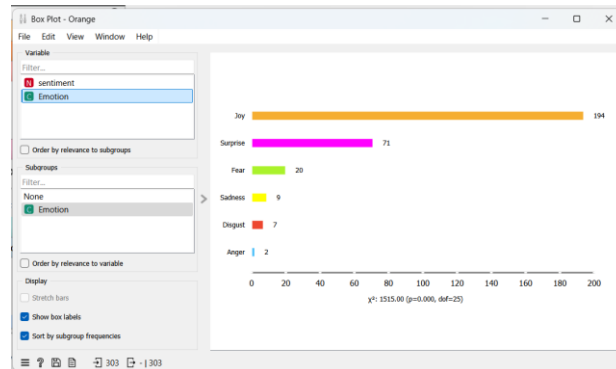 Box Plot - Orange
File Edit View Window Help
Variable
Filter...
N sentiment
C Emotion
Order by relevance to subgroups
Subgroups
Filter...
None
C Emotion
Order by relevance to variable
Display
Stretch bars
Show box labels
Sort by subgroup frequencies
303 - | 303
Joy 194
Surprise 71
Fear 20
Sadness 9
Disgust 7
Anger 2
0 20 40 60 80 100 120 140 160 180 200
χ²: 1515.00 (p=0.000, dof=25)